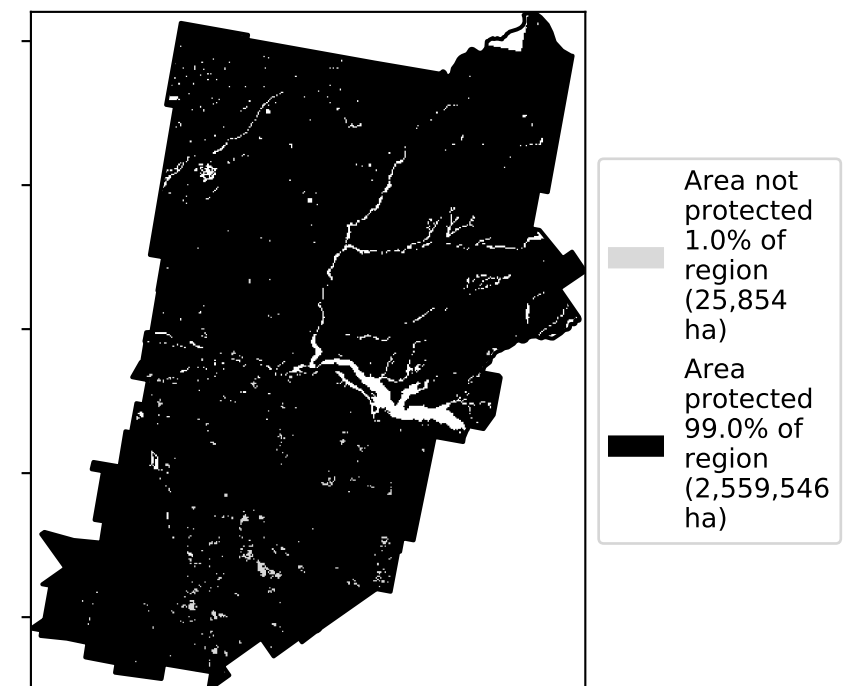 Area not
protected
1.0% of
region
(25,854
ha)
Area
protected
99.0% of
region
(2,559,546
ha)